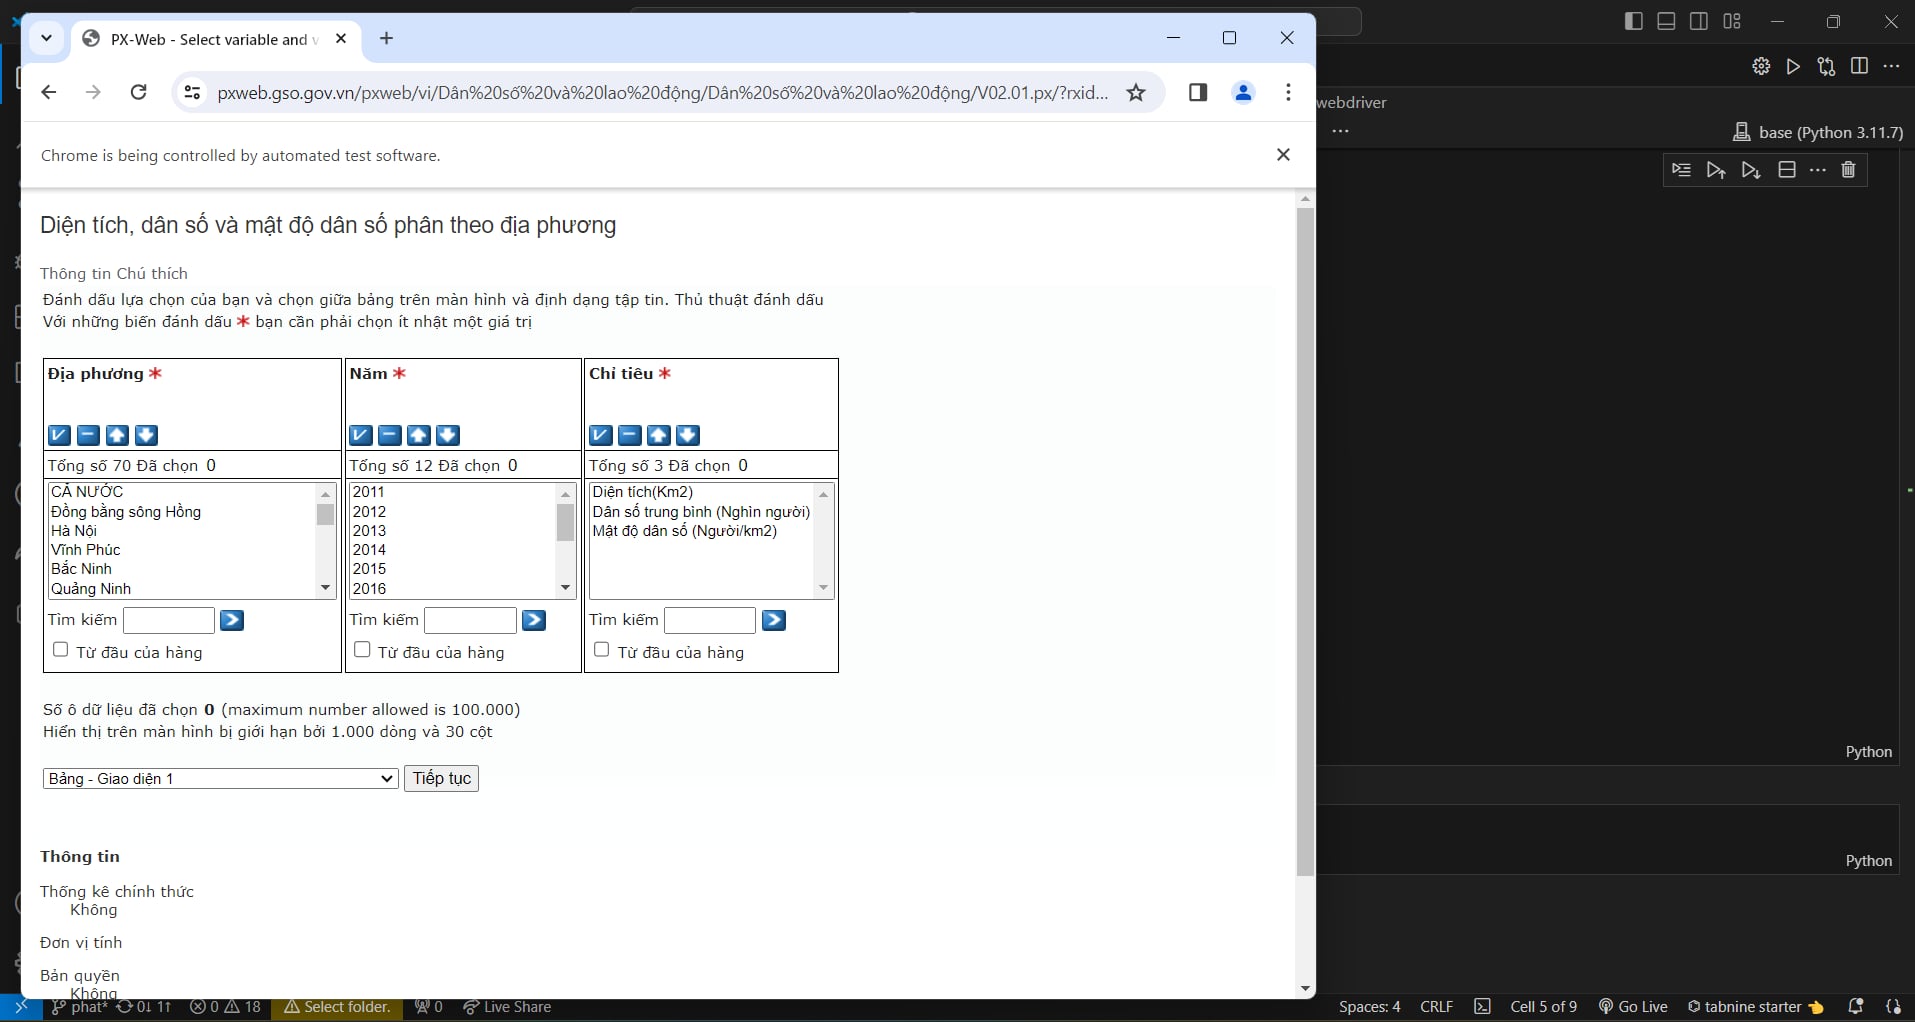 PX-Web - Select variable and v
pxweb.gso.gov.vn/pxweb/vi/Dân%20số%20và%20lao%20động/Dân%20số%20và%20lao%20động/V02.01.px/?rxid...
Chrome is being controlled by automated test software.
webdriver
base (Python 3.11.7)
Diện tích, dân số và mật độ dân số phân theo địa phương
Thông tin Chú thích
Đánh dấu lựa chọn của bạn và chọn giữa bảng trên màn hình và định dạng tập tin. Thủ thuật đánh dấu
Với những biến đánh dấu * bạn cần phải chọn ít nhất một giá trị
Địa phương * Năm * Chỉ tiêu *
Tổng số 70 Đã chọn 0 Tổng số 12 Đã chọn 0 Tổng số 3 Đã chọn 0
CẢ NƯỚC 2011 Diện tích(Km2)
Đồng bằng sông Hồng 2012 Dân số trung bình (Nghìn người)
Hà Nội 2013 Mật độ dân số (Người/km2)
Vĩnh Phúc 2014
Bắc Ninh 2015
Quảng Ninh 2016
Tìm kiếm Tìm kiếm Tìm kiếm
Từ đầu của hàng Từ đầu của hàng Từ đầu của hàng
Số ô dữ liệu đã chọn 0 (maximum number allowed is 100.000)
Hiển thị trên màn hình bị giới hạn bởi 1.000 dòng và 30 cột
Bảng - Giao diện 1 Tiếp tục
Python
Thông tin
Python
Thống kê chính thức
Không
Đơn vị tính
Bản quyền
Không
phat* 0↓ 1↑ 0 18 Select folder. 0 Live Share Spaces: 4 CRLF Cell 5 of 9 Go Live tabnine starter